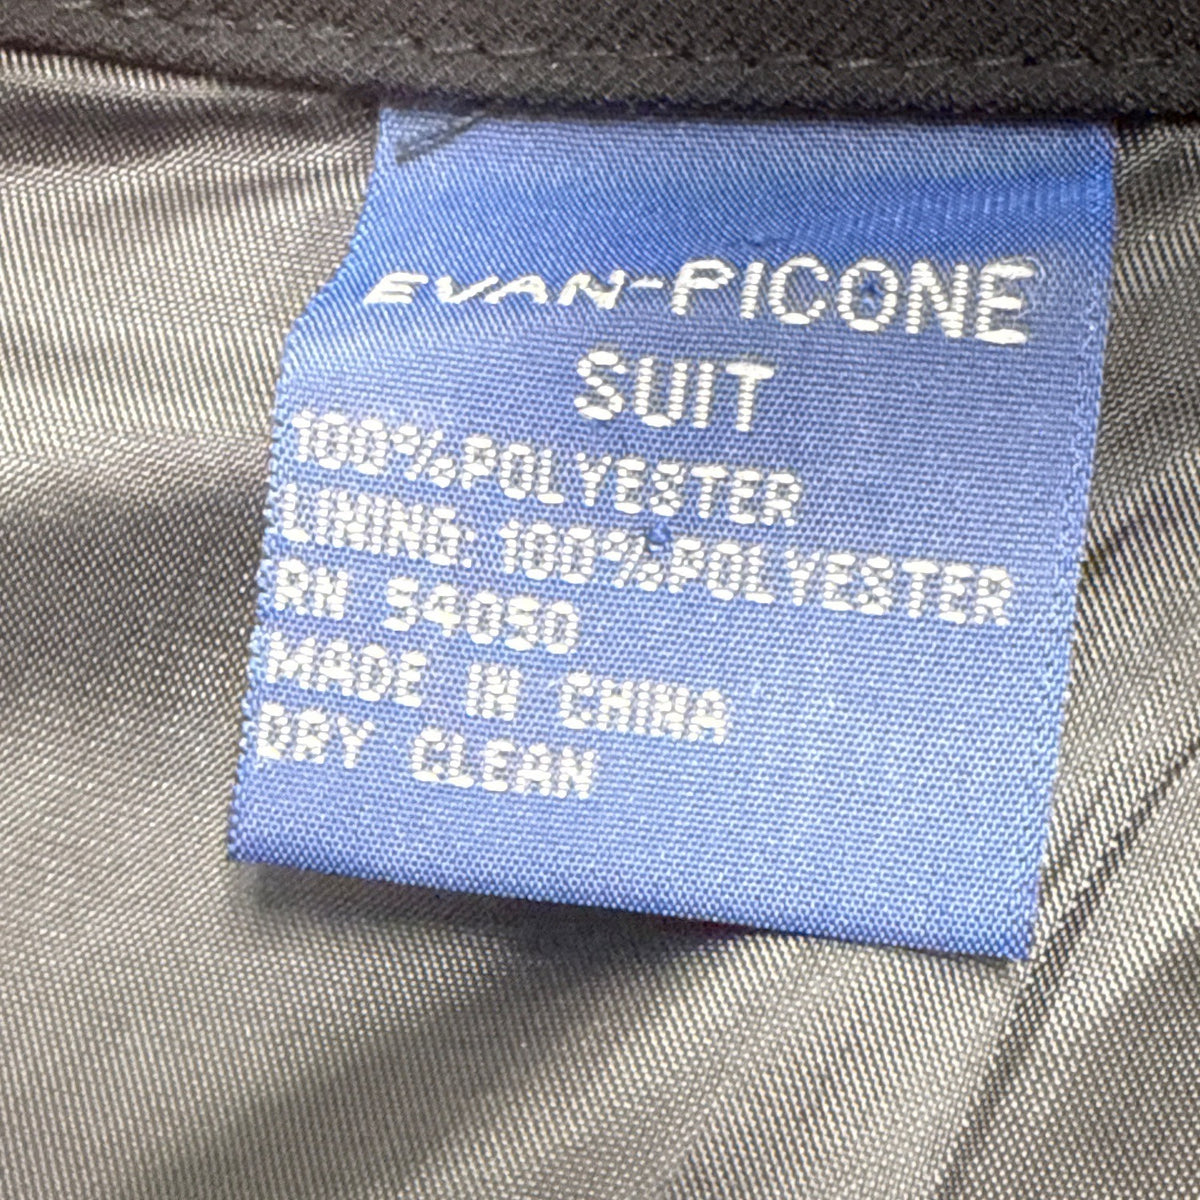 EVAN-PICONE
SUIT
100%POLYESTER
LINING: 100%POLYESTER
RN 54050
MADE IN CHINA
DRY CLEAN